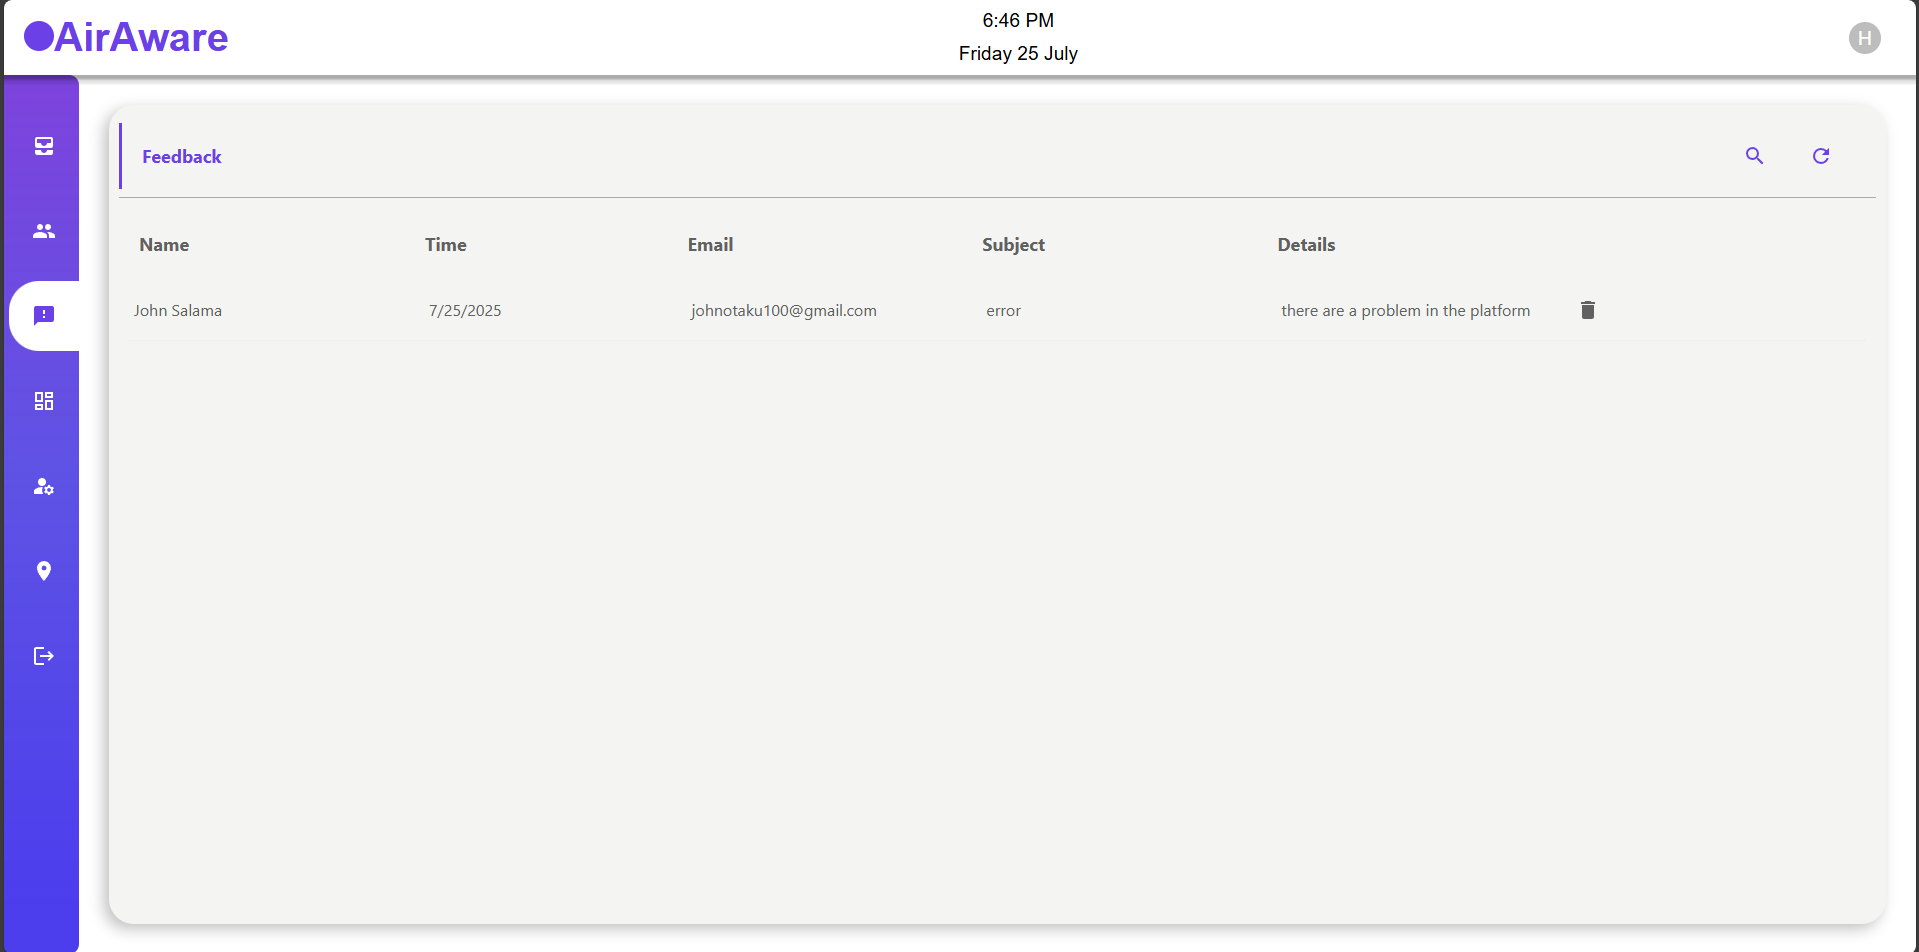 AirAware
6:46 PM
Friday 25 July
H
Feedback
Name Time Email Subject Details
John Salama 7/25/2025 johnotaku100@gmail.com error there are a problem in the platform